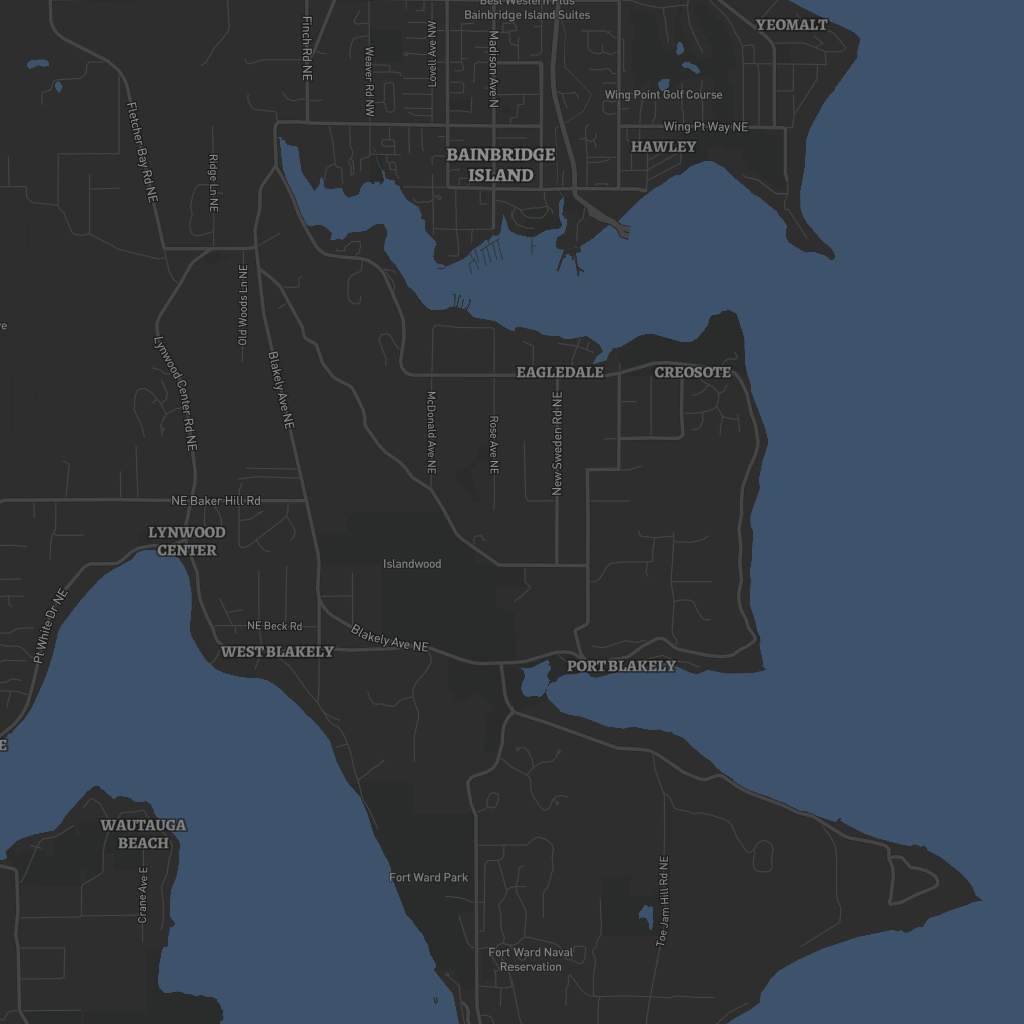 Best Western Plus
Bainbridge Island Suites
YEOMALT
Finch Rd NE
Weaver Rd NW
Lovell Ave NW
Madison Ave N
Wing Point Golf Course
Wing Pt Way NE
HAWLEY
Fletcher Bay Rd NE
Ridge Ln NE
BAINBRIDGE
ISLAND
Old Woods Ln NE
Lynwood Center Rd NE
Blakely Ave NE
EAGLEDALE
CREOSOTE
McDonald Ave NE
Rose Ave NE
New Sweden Rd NE
NE Baker Hill Rd
LYNWOOD
CENTER
Islandwood
Pt White Dr NE
NE Beck Rd
Blakely Ave NE
WEST BLAKELY
PORT BLAKELY
E
WAUTAUGA
BEACH
Crane Ave E
Fort Ward Park
Toe Jam Hill Rd NE
Fort Ward Naval
Reservation